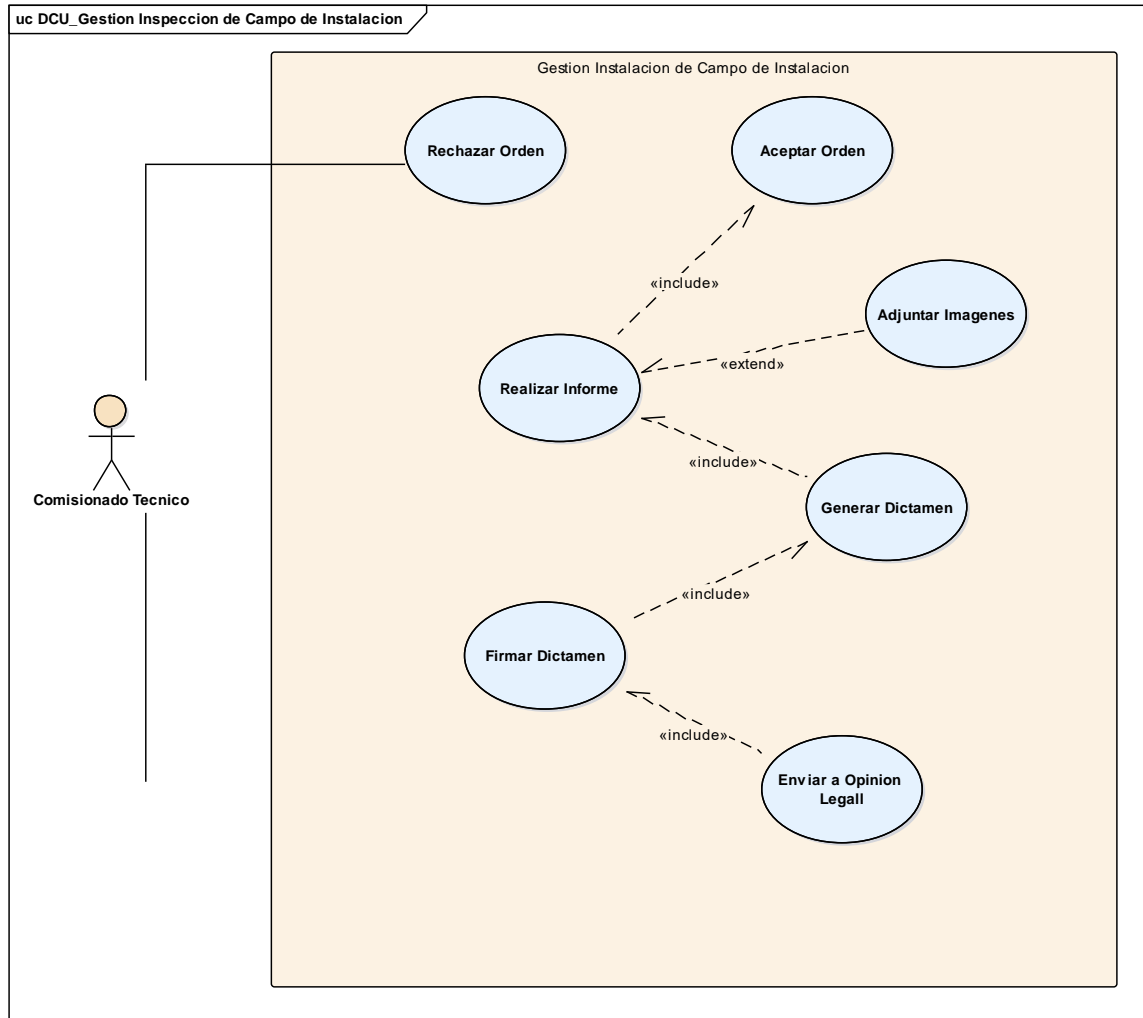 uc DCU_Gestion Inspeccion de Campo de Instalacion
Gestion Instalacion de Campo de Instalacion
Rechazar Orden
Aceptar Orden
«include»
Adjuntar Imagenes
«extend»
Realizar Informe
«include»
Comisionado Tecnico
Generar Dictamen
«include»
Firmar Dictamen
«include»
Enviar a Opinion
Legall